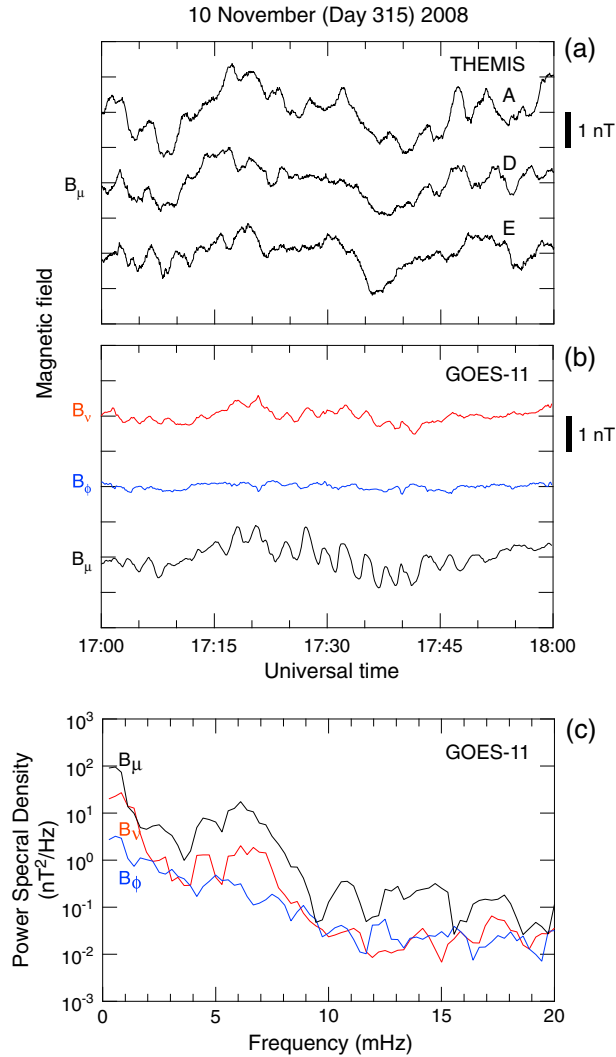 10 November (Day 315) 2008
(a)
THEMIS
A
1 nT
D
Bμ
E
Magnetic field
(b)
GOES-11
Bν
1 nT
Bϕ
Bμ
17:00 17:15 17:30 17:45 18:00
Universal time
(c)
10³
GOES-11
Bμ
10²
10¹
Bν
10⁰
Bϕ
10⁻¹
10⁻²
10⁻³
Power Spectral Density
(nT²/Hz)
0 5 10 15 20
Frequency (mHz)